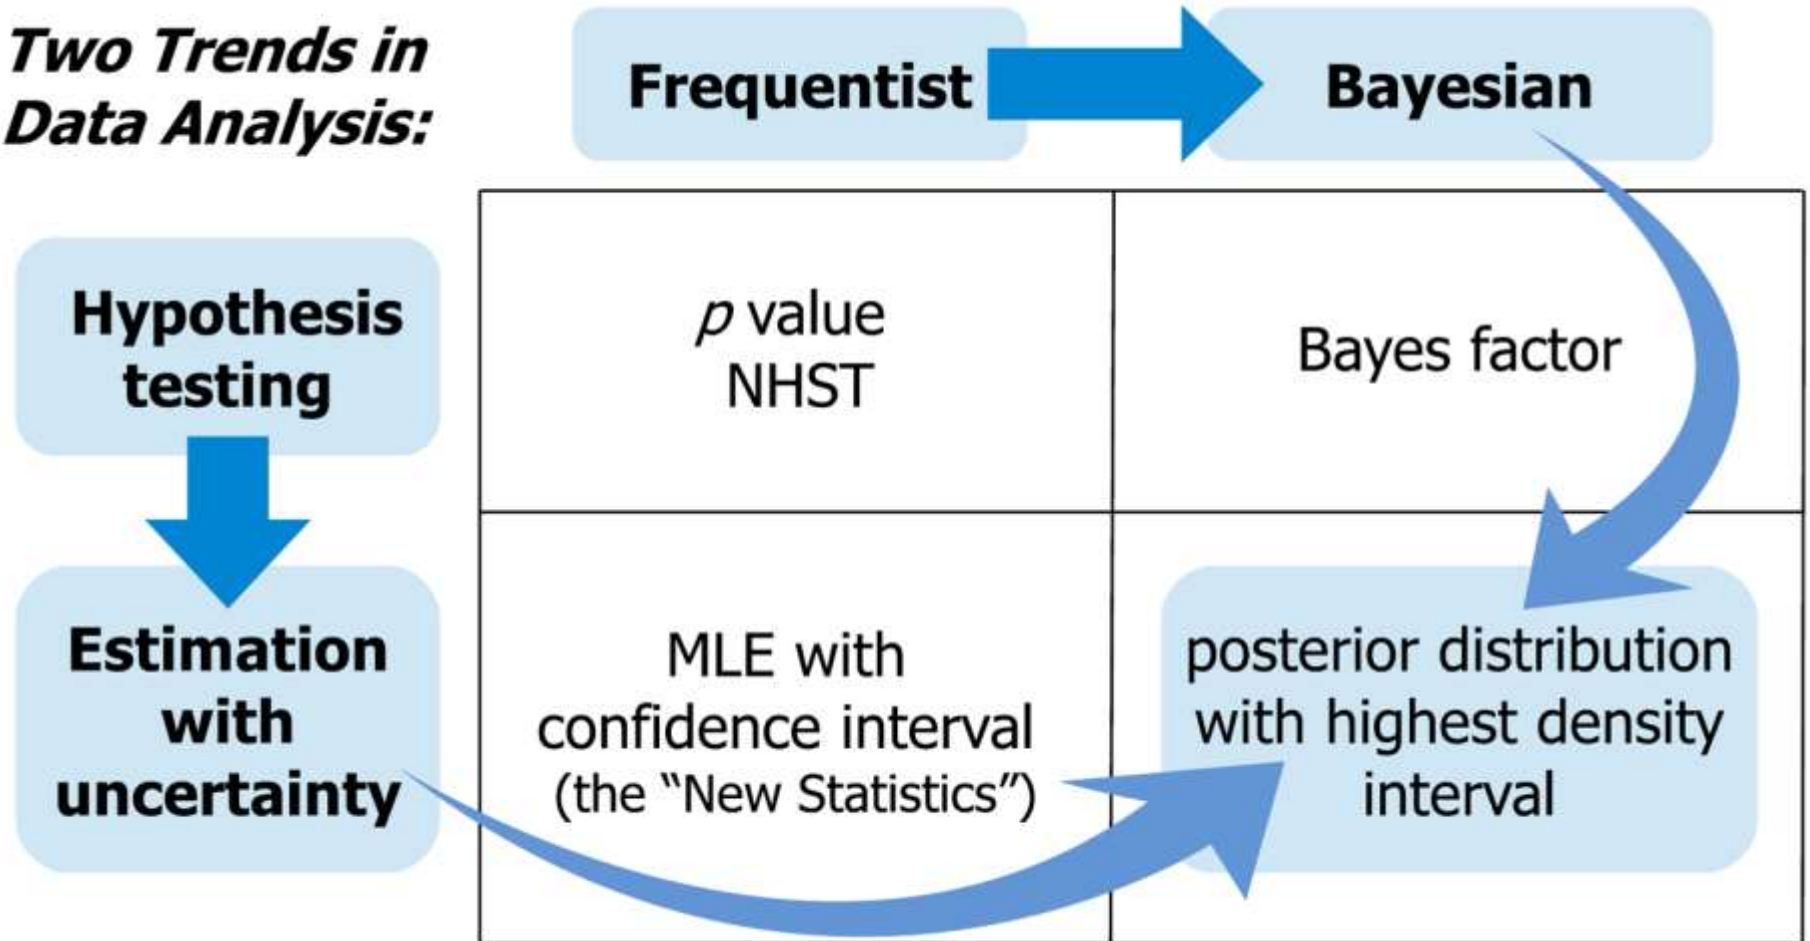 Two Trends in
Data Analysis:
Frequentist
Bayesian
Hypothesis
testing
p value
NHST
Bayes factor
Estimation
with
uncertainty
MLE with
confidence interval
(the “New Statistics”)
posterior distribution
with highest density
interval